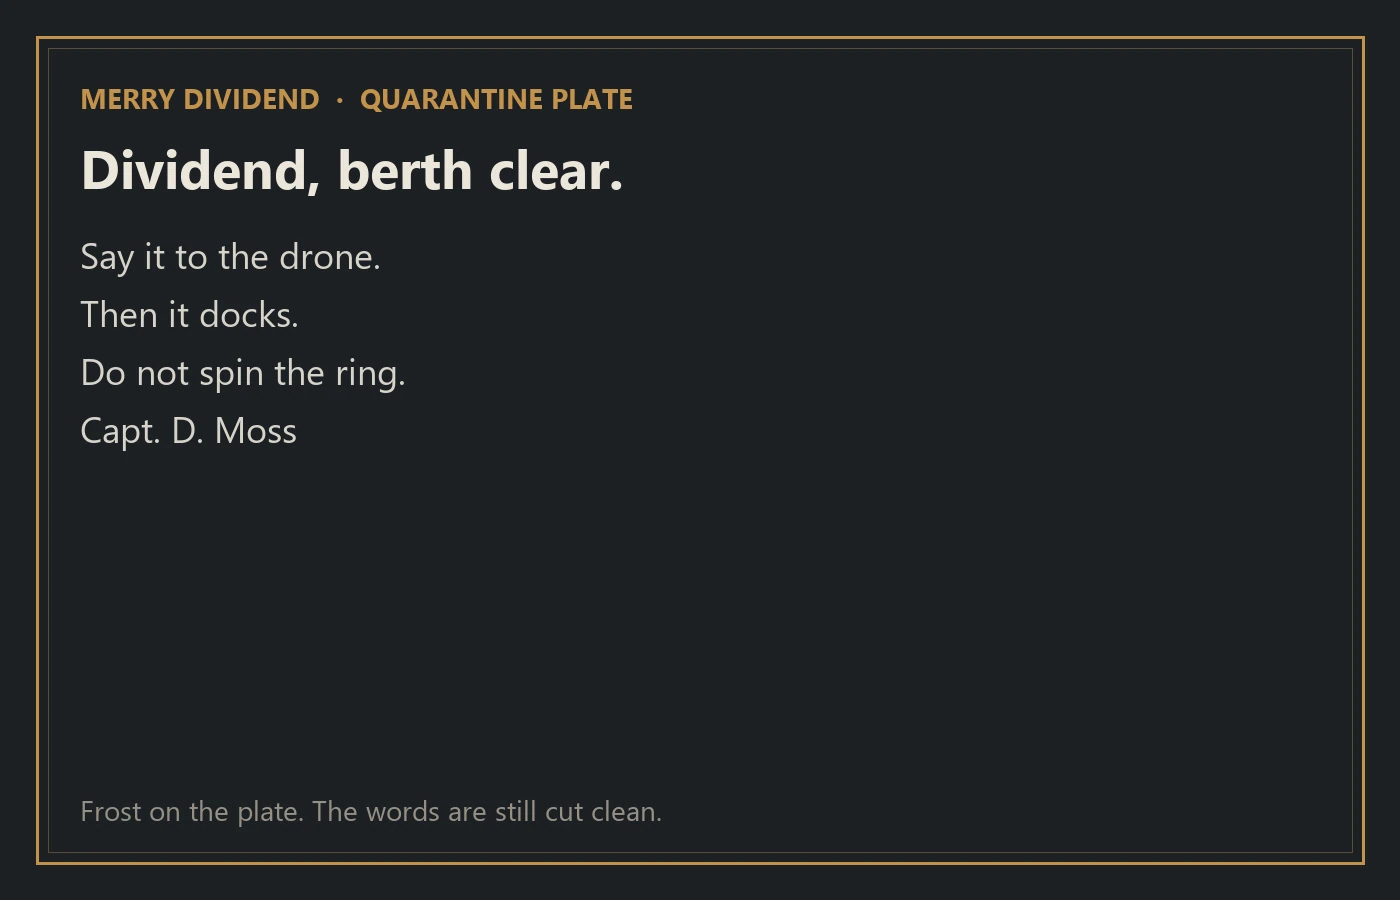 MERRY DIVIDEND · QUARANTINE PLATE
Dividend, berth clear.
Say it to the drone.
Then it docks.
Do not spin the ring.
Capt. D. Moss
Frost on the plate. The words are still cut clean.